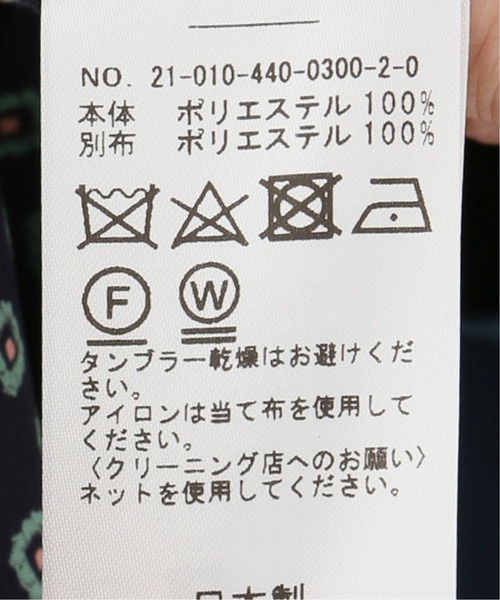 NO. 21-010-440-0300-2-0
本体 ポリエステル 100%
別布 ポリエステル 100%
F W
タンブラー乾燥はお避けくだ
さい。
アイロンは当て布を使用して
ください。
〈クリーニング店へのお願い〉
ネットを使用してください。
日本製